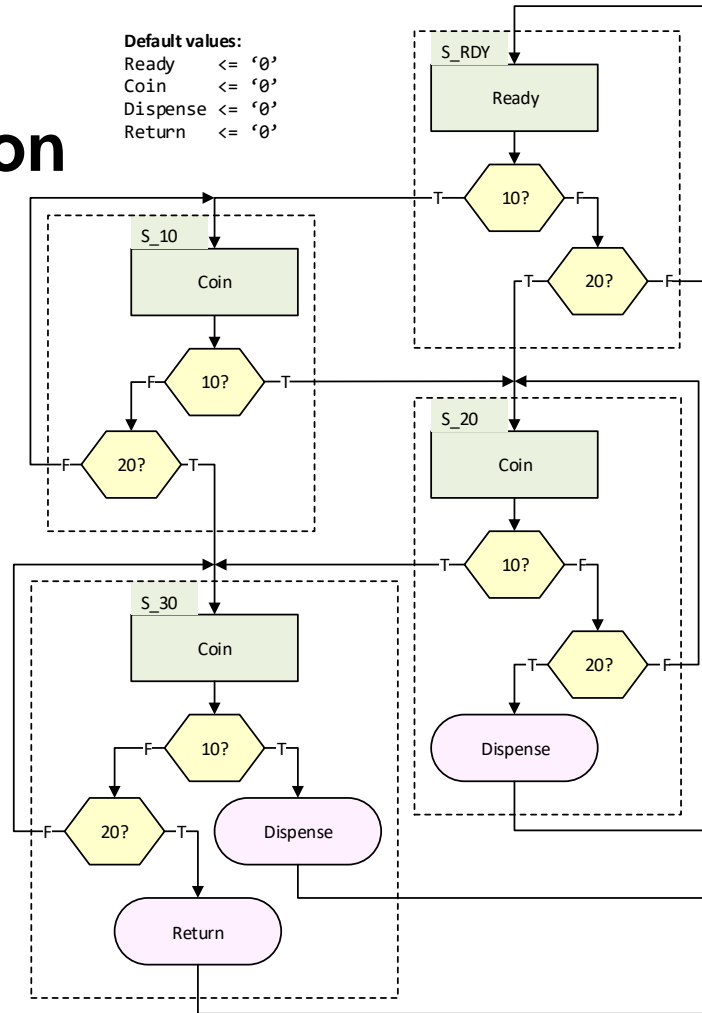 Default values:
Ready <= ‘0’
Coin <= ‘0’
Dispense <= ‘0’
Return <= ‘0’
on
S_RDY
Ready
T
10?
F
T
20?
F
S_10
Coin
F
10?
T
F
20?
T
S_20
Coin
T
10?
F
T
20?
F
Dispense
S_30
Coin
F
10?
T
F
20?
T
Dispense
Return